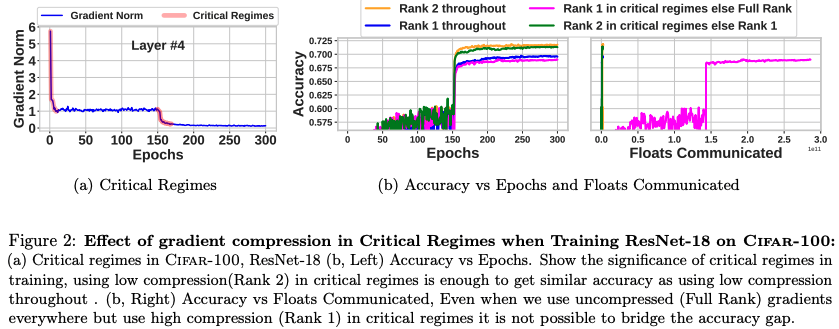 Gradient Norm Critical Regimes
Layer #4
Gradient Norm
6
5
4
3
2
1
0
0 50 100 150 200 250 300
Epochs
(a) Critical Regimes
Rank 2 throughout Rank 1 in critical regimes else Full Rank
Rank 1 throughout Rank 2 in critical regimes else Rank 1
Accuracy
0.725
0.700
0.675
0.650
0.625
0.600
0.575
0 50 100 150 200 250 300
Epochs
0.0 0.5 1.0 1.5 2.0 2.5 3.0
1e11
Floats Communicated
(b) Accuracy vs Epochs and Floats Communicated
Figure 2: Effect of gradient compression in Critical Regimes when Training ResNet-18 on CIFAR-100:
(a) Critical regimes in CIFAR-100, ResNet-18 (b, Left) Accuracy vs Epochs. Show the significance of critical regimes in
training, using low compression(Rank 2) in critical regimes is enough to get similar accuracy as using low compression
throughout . (b, Right) Accuracy vs Floats Communicated, Even when we use uncompressed (Full Rank) gradients
everywhere but use high compression (Rank 1) in critical regimes it is not possible to bridge the accuracy gap.